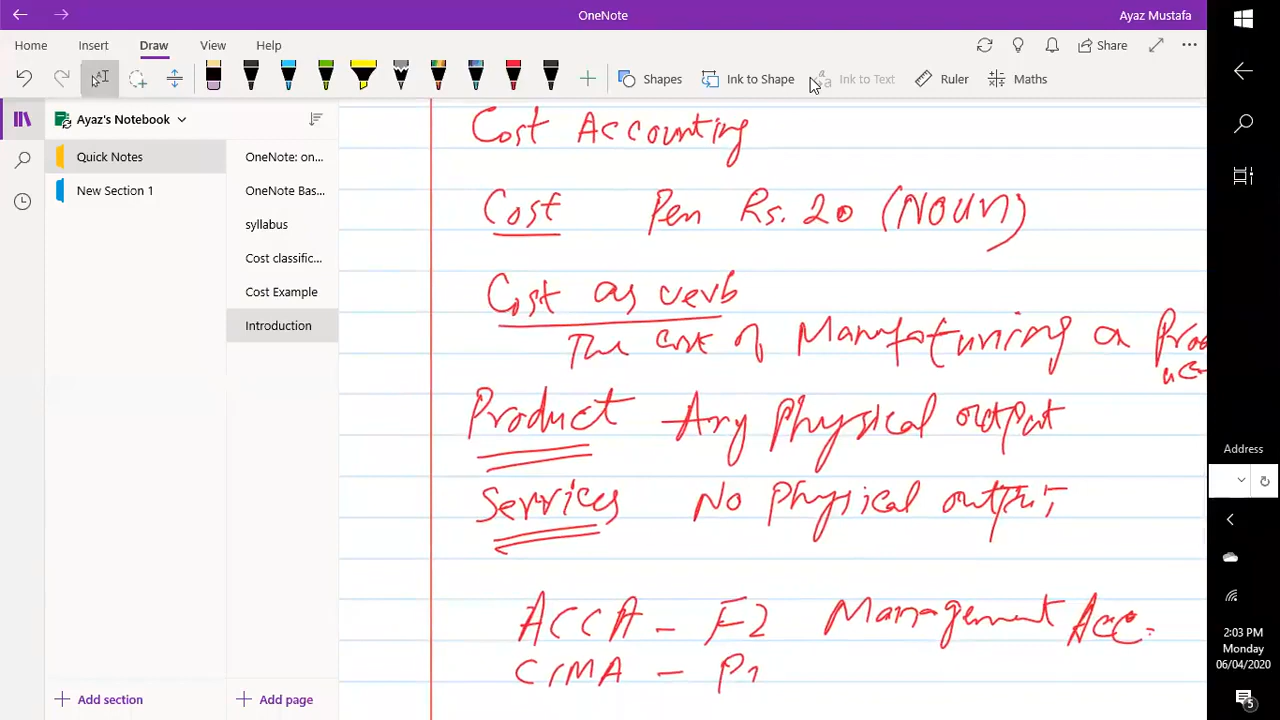 OneNote
Ayaz Mustafa
Home Insert Draw View Help
Share
Shapes Ink to Shape Ink to Text Ruler Maths
Ayaz's Notebook
Quick Notes
New Section 1
OneNote: on...
OneNote Bas...
syllabus
Cost classific...
Cost Example
Introduction
Add section
Add page
Cost Accounting
Cost Pen Rs. 20 (NOUN)
Cost as verb
The cost of Manufaturing a
Product Any Physical output
Services No Physical output
ACCA - F2 Management Acc.
CIMA - P1
Address
2:03 PM
Monday
06/04/2020
5